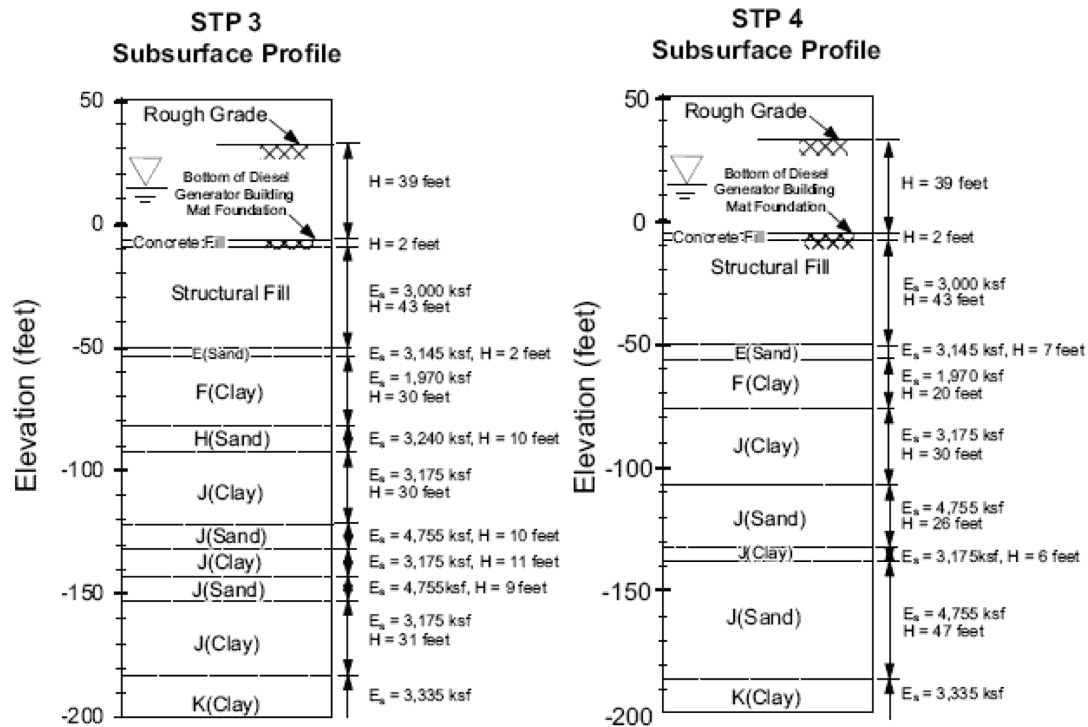 STP 3
Subsurface Profile
50
0
-50
-100
-150
-200
Elevation (feet)
Rough Grade
Bottom of Diesel
Generator Building
Mat Foundation
Concrete Fill
Structural Fill
E(Sand)
F(Clay)
H(Sand)
J(Clay)
J(Sand)
J(Clay)
J(Sand)
J(Clay)
K(Clay)
H = 39 feet
H = 2 feet
Es = 3,000 ksf
H = 43 feet
Es = 3,145 ksf, H = 2 feet
Es = 1,970 ksf
H = 30 feet
Es = 3,240 ksf, H = 10 feet
Es = 3,175 ksf
H = 30 feet
Es = 4,755 ksf, H = 10 feet
Es = 3,175 ksf, H = 11 feet
Es = 4,755ksf, H = 9 feet
Es = 3,175 ksf
H = 31 feet
Es = 3,335 ksf
STP 4
Subsurface Profile
50
0
-50
-100
-150
-200
Elevation (feet)
Rough Grade
Bottom of Diesel
Generator Building
Mat Foundation
Concrete Fill
Structural Fill
E(Sand)
F(Clay)
J(Clay)
J(Sand)
J(Clay)
J(Sand)
K(Clay)
H = 39 feet
H = 2 feet
Es = 3,000 ksf
H = 43 feet
Es = 3,145 ksf, H = 7 feet
Es = 1,970 ksf
H = 20 feet
Es = 3,175 ksf
H = 30 feet
Es = 4,755 ksf
H = 26 feet
Es = 3,175ksf, H = 6 feet
Es = 4,755 ksf
H = 47 feet
Es = 3,335 ksf